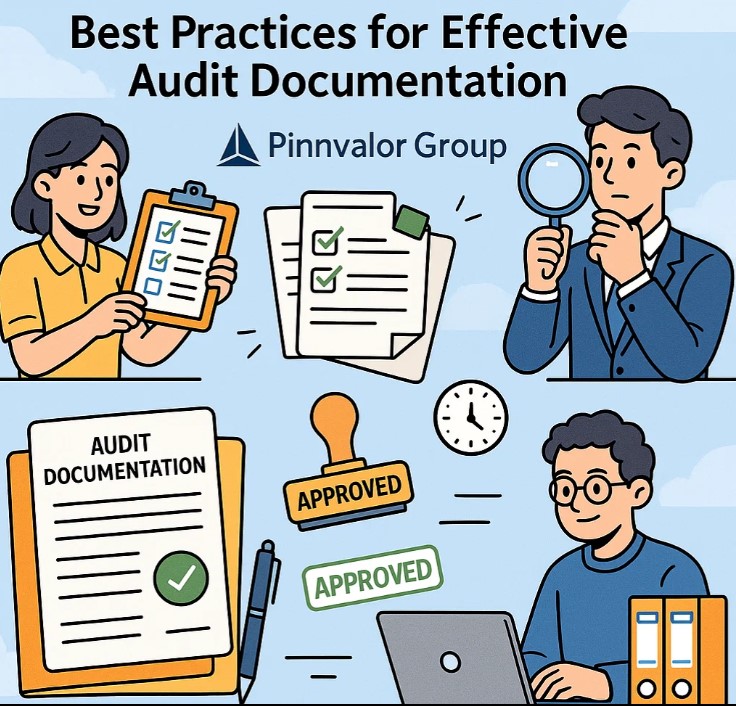 Best Practices for Effective
Audit Documentation
Pinnvalor Group
AUDIT
DOCUMENTATION
APPROVED
APPROVED